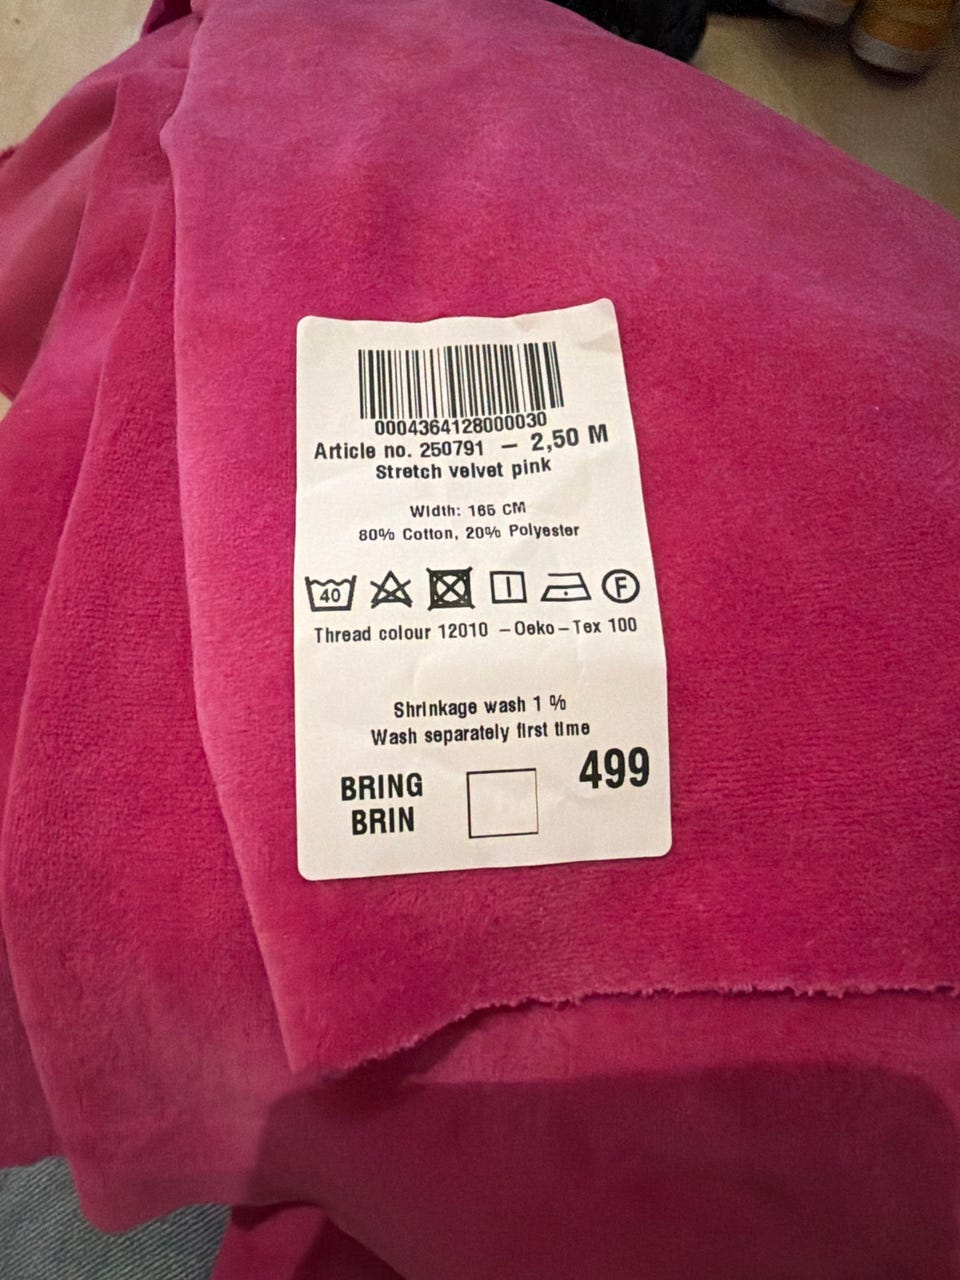 0004364128000030
Article no. 250791 – 2,50 M
Stretch velvet pink
Width: 165 CM
80% Cotton, 20% Polyester
40 F
Thread colour 12010 – Oeko – Tex 100
Shrinkage wash 1 %
Wash separately first time
499
BRING
BRIN